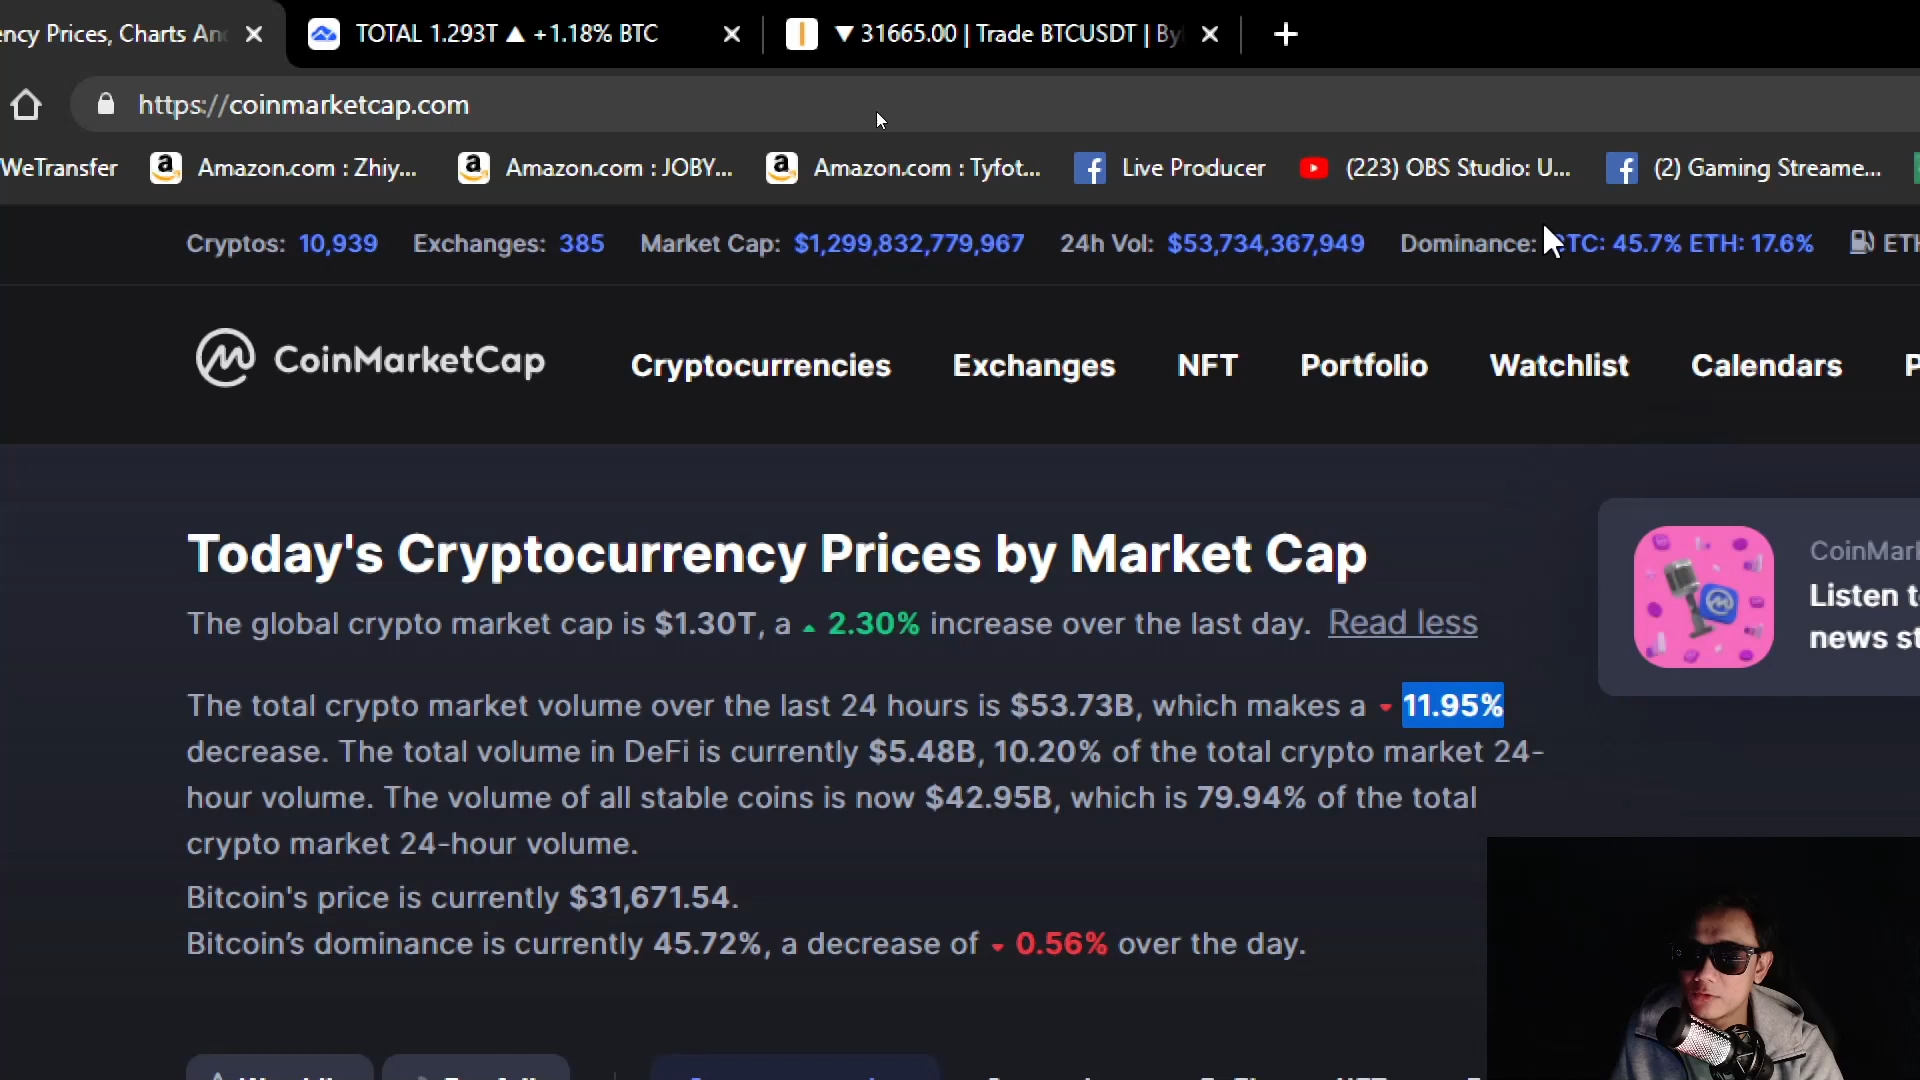 ency Prices, Charts An
TOTAL 1.293T ▲ +1.18% BTC
▼ 31665.00 | Trade BTCUSDT | By
https://coinmarketcap.com
WeTransfer
Amazon.com : Zhiy...
Amazon.com : JOBY...
Amazon.com : Tyfot...
Live Producer
(223) OBS Studio: U...
(2) Gaming Streame...
Cryptos: 10,939 Exchanges: 385 Market Cap: $1,299,832,779,967 24h Vol: $53,734,367,949 Dominance: BTC: 45.7% ETH: 17.6% ETH
CoinMarketCap
Cryptocurrencies Exchanges NFT Portfolio Watchlist Calendars P
Today's Cryptocurrency Prices by Market Cap
The global crypto market cap is $1.30T, a ▲ 2.30% increase over the last day. Read less
The total crypto market volume over the last 24 hours is $53.73B, which makes a ▼ 11.95%
decrease. The total volume in DeFi is currently $5.48B, 10.20% of the total crypto market 24-
hour volume. The volume of all stable coins is now $42.95B, which is 79.94% of the total
crypto market 24-hour volume.
Bitcoin's price is currently $31,671.54.
Bitcoin's dominance is currently 45.72%, a decrease of ▼ 0.56% over the day.
CoinMark
Listen t
news st